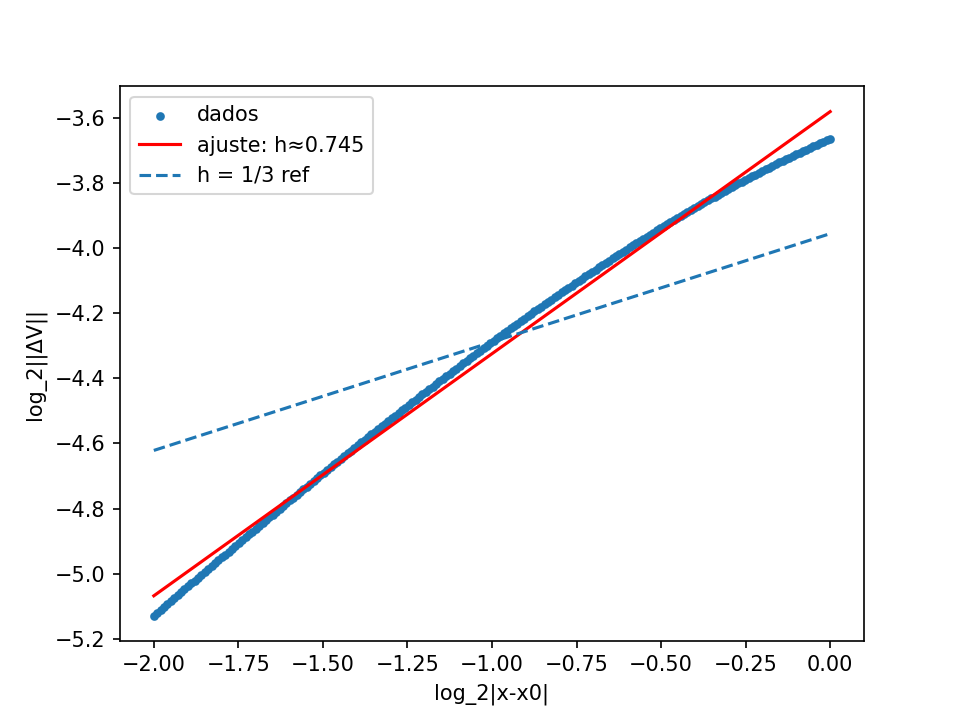 dados
ajuste: h≈0.745
h = 1/3 ref
−3.6
−3.8
−4.0
−4.2
−4.4
−4.6
−4.8
−5.0
−5.2
log_2||ΔV||
−2.00 −1.75 −1.50 −1.25 −1.00 −0.75 −0.50 −0.25 0.00
log_2|x-x0|